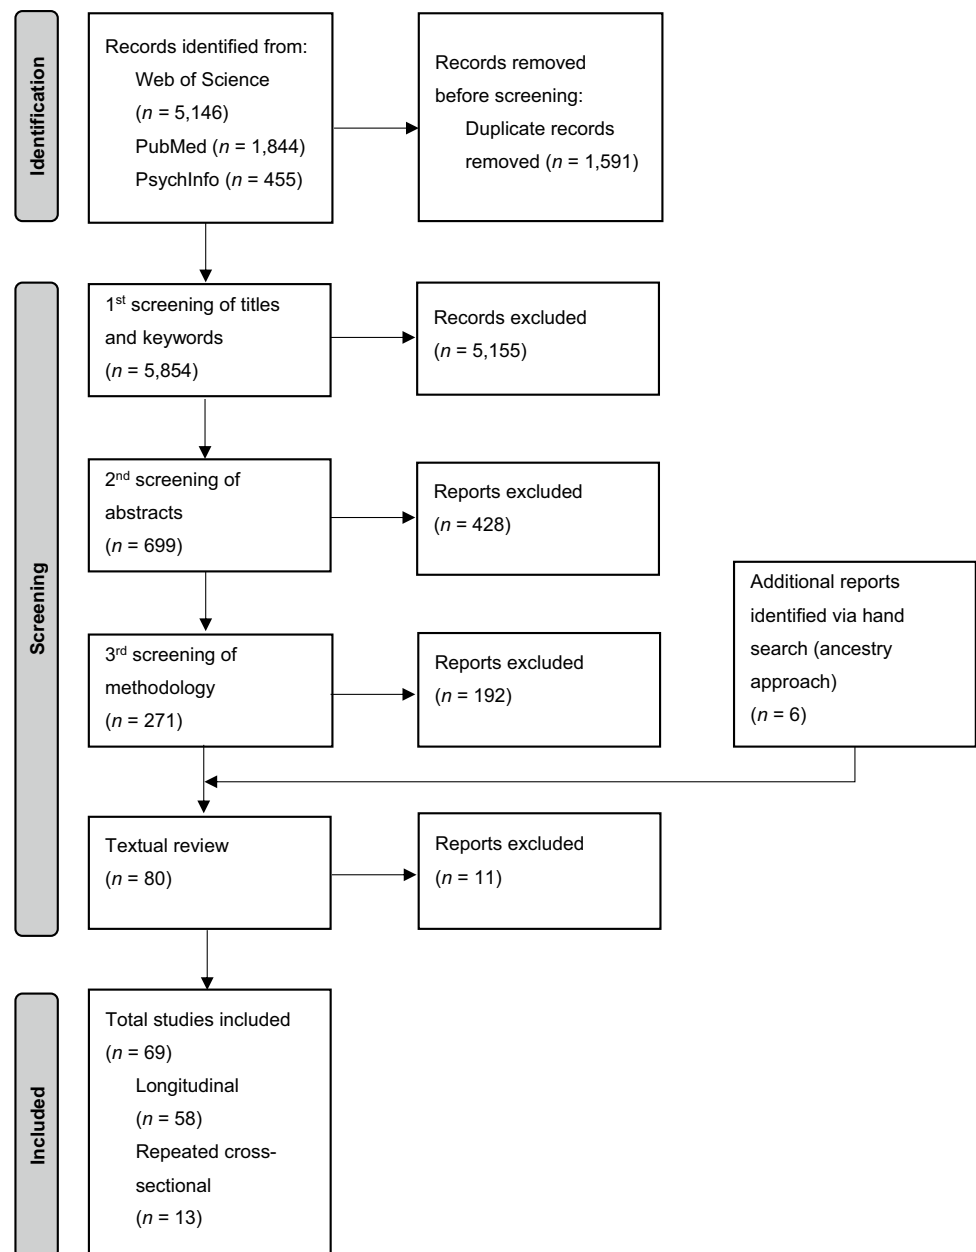 Identification
Records identified from:
Web of Science
(n = 5,146)
PubMed (n = 1,844)
PsychInfo (n = 455)
Records removed
before screening:
Duplicate records
removed (n = 1,591)
Screening
1st screening of titles
and keywords
(n = 5,854)
Records excluded
(n = 5,155)
2nd screening of
abstracts
(n = 699)
Reports excluded
(n = 428)
3rd screening of
methodology
(n = 271)
Reports excluded
(n = 192)
Additional reports
identified via hand
search (ancestry
approach)
(n = 6)
Textual review
(n = 80)
Reports excluded
(n = 11)
Included
Total studies included
(n = 69)
Longitudinal
(n = 58)
Repeated cross-
sectional
(n = 13)